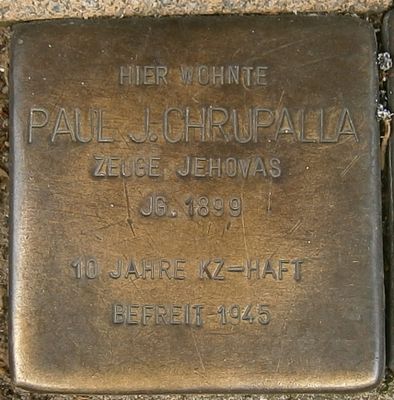 HIER WOHNTE
PAUL J. CHRUPALLA
ZEUGE JEHOVAS
JG. 1899
10 JAHRE KZ-HAFT
BEFREIT 1945